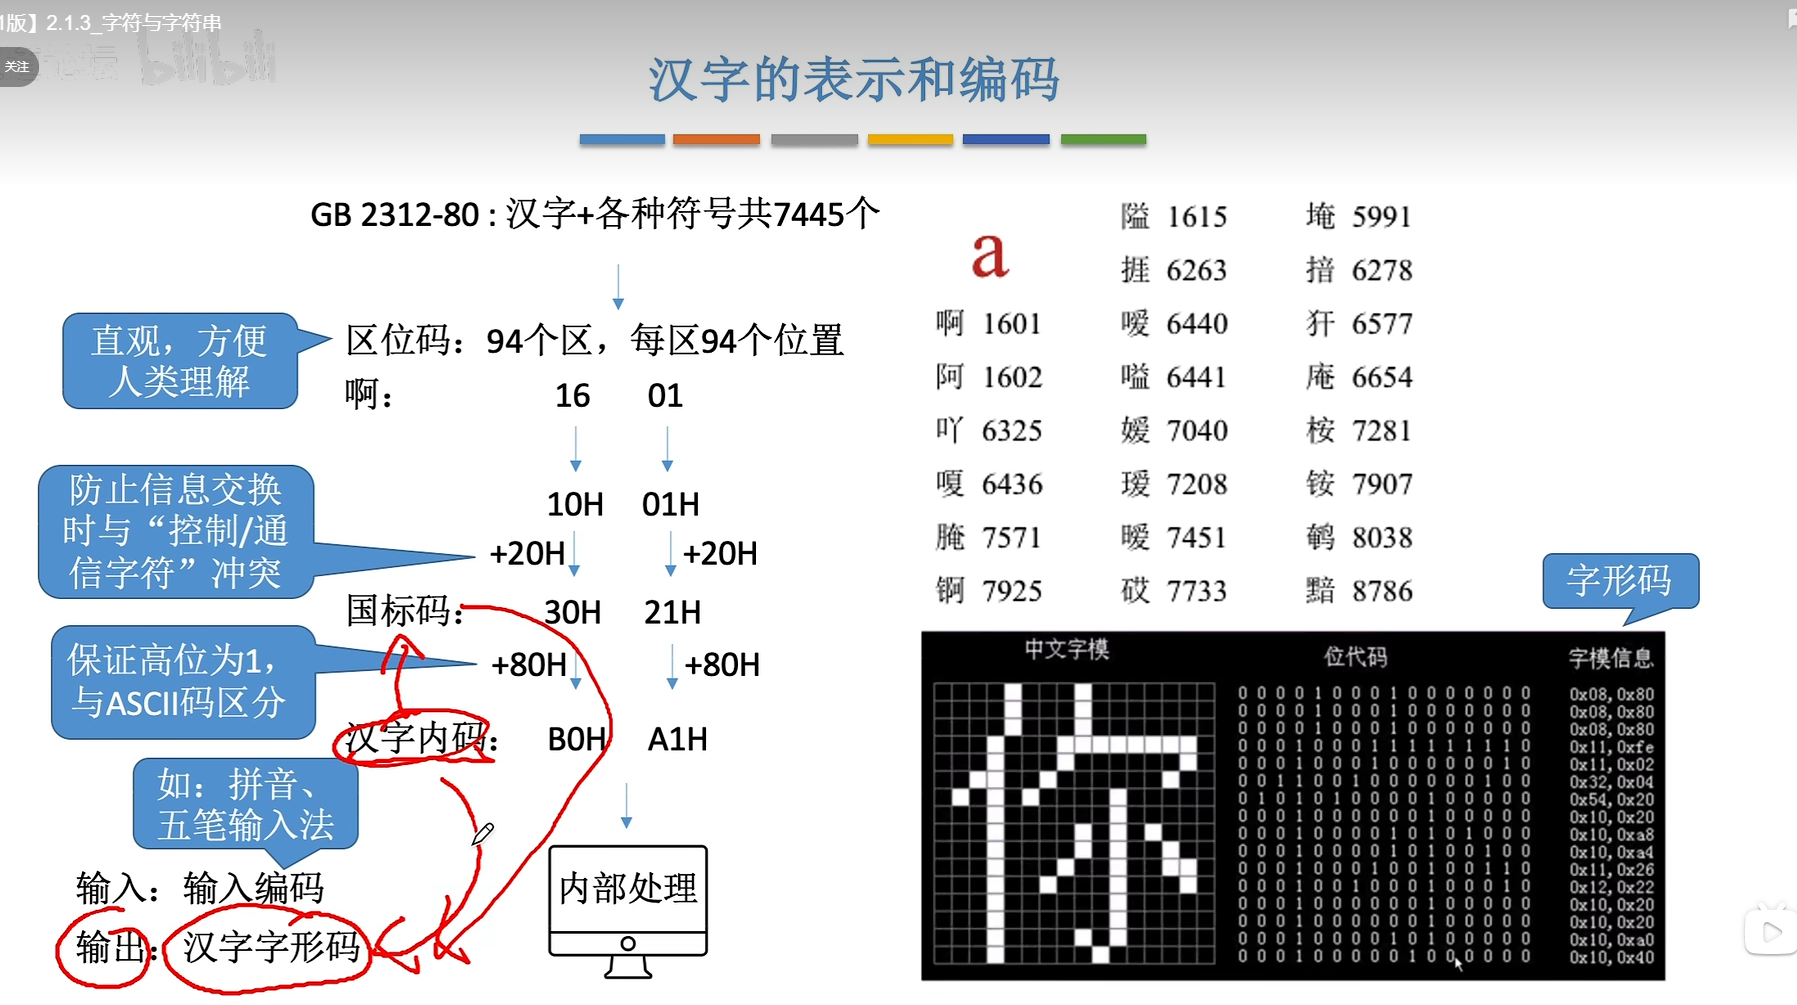 1版】2.1.3_字符与字符串
关注
bilibili
汉字的表示和编码
GB 2312-80 : 汉字+各种符号共7445个
直观，方便
人类理解
区位码：94个区，每区94个位置
啊： 16 01
10H 01H
防止信息交换
时与“控制/通
信字符”冲突
+20H +20H
国标码： 30H 21H
保证高位为1，
与ASCII码区分
+80H +80H
汉字内码： B0H A1H
如：拼音、
五笔输入法
输入：输入编码
输出：汉字字形码
内部处理
a
啊 1601
阿 1602
吖 6325
嗄 6436
腌 7571
锕 7925
隘 1615
捱 6263
嗳 6440
嗌 6441
嫒 7040
瑷 7208
暧 7451
砹 7733
埯 5991
揞 6278
犴 6577
庵 6654
桉 7281
铵 7907
鹌 8038
黯 8786
字形码
中文字模 位代码 字模信息
0 0 0 0 1 0 0 0 1 0 0 0 0 0 0 0 0x08,0x80
0 0 0 0 1 0 0 0 1 0 0 0 0 0 0 0 0x08,0x80
0 0 0 0 1 0 0 0 1 0 0 0 0 0 0 0 0x08,0x80
0 0 0 1 0 0 0 1 1 1 1 1 1 1 1 0 0x11,0xfe
0 0 0 1 0 0 0 1 0 0 0 0 0 0 1 0 0x11,0x02
0 0 1 1 0 0 1 0 0 0 0 0 0 1 0 0 0x32,0x04
0 1 0 1 0 1 0 0 0 0 1 0 0 0 0 0 0x54,0x20
0 0 0 1 0 0 0 0 0 0 1 0 0 0 0 0 0x10,0x20
0 0 0 1 0 0 0 0 1 0 1 0 1 0 0 0 0x10,0xa8
0 0 0 1 0 0 0 0 1 0 1 0 0 1 0 0 0x10,0xa4
0 0 0 1 0 0 0 1 0 0 1 0 0 1 1 0 0x11,0x26
0 0 0 1 0 0 1 0 0 0 1 0 0 0 1 0 0x12,0x22
0 0 0 1 0 0 0 0 0 0 1 0 0 0 0 0 0x10,0x20
0 0 0 1 0 0 0 0 0 0 1 0 0 0 0 0 0x10,0x20
0 0 0 1 0 0 0 0 1 0 1 0 0 0 0 0 0x10,0xa0
0 0 0 1 0 0 0 0 0 1 0 0 0 0 0 0 0x10,0x40